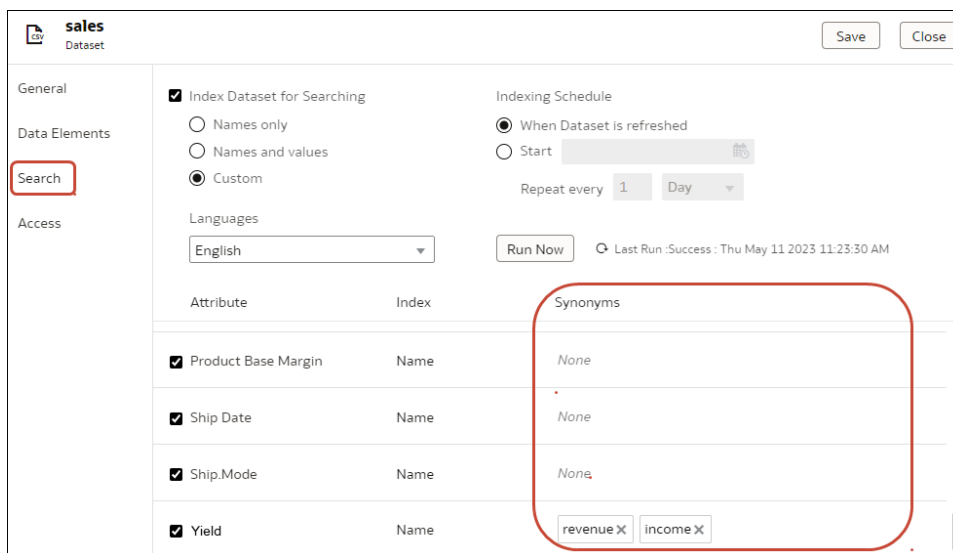 CSV
sales
Dataset
Save
Close
General
Data Elements
Search
Access
Index Dataset for Searching
Names only
Names and values
Custom
Languages
English
Indexing Schedule
When Dataset is refreshed
Start
Repeat every 1 Day
Run Now Last Run :Success : Thu May 11 2023 11:23:30 AM
Attribute Index Synonyms
Product Base Margin Name None
Ship Date Name None
Ship.Mode Name None
Yield Name revenue income